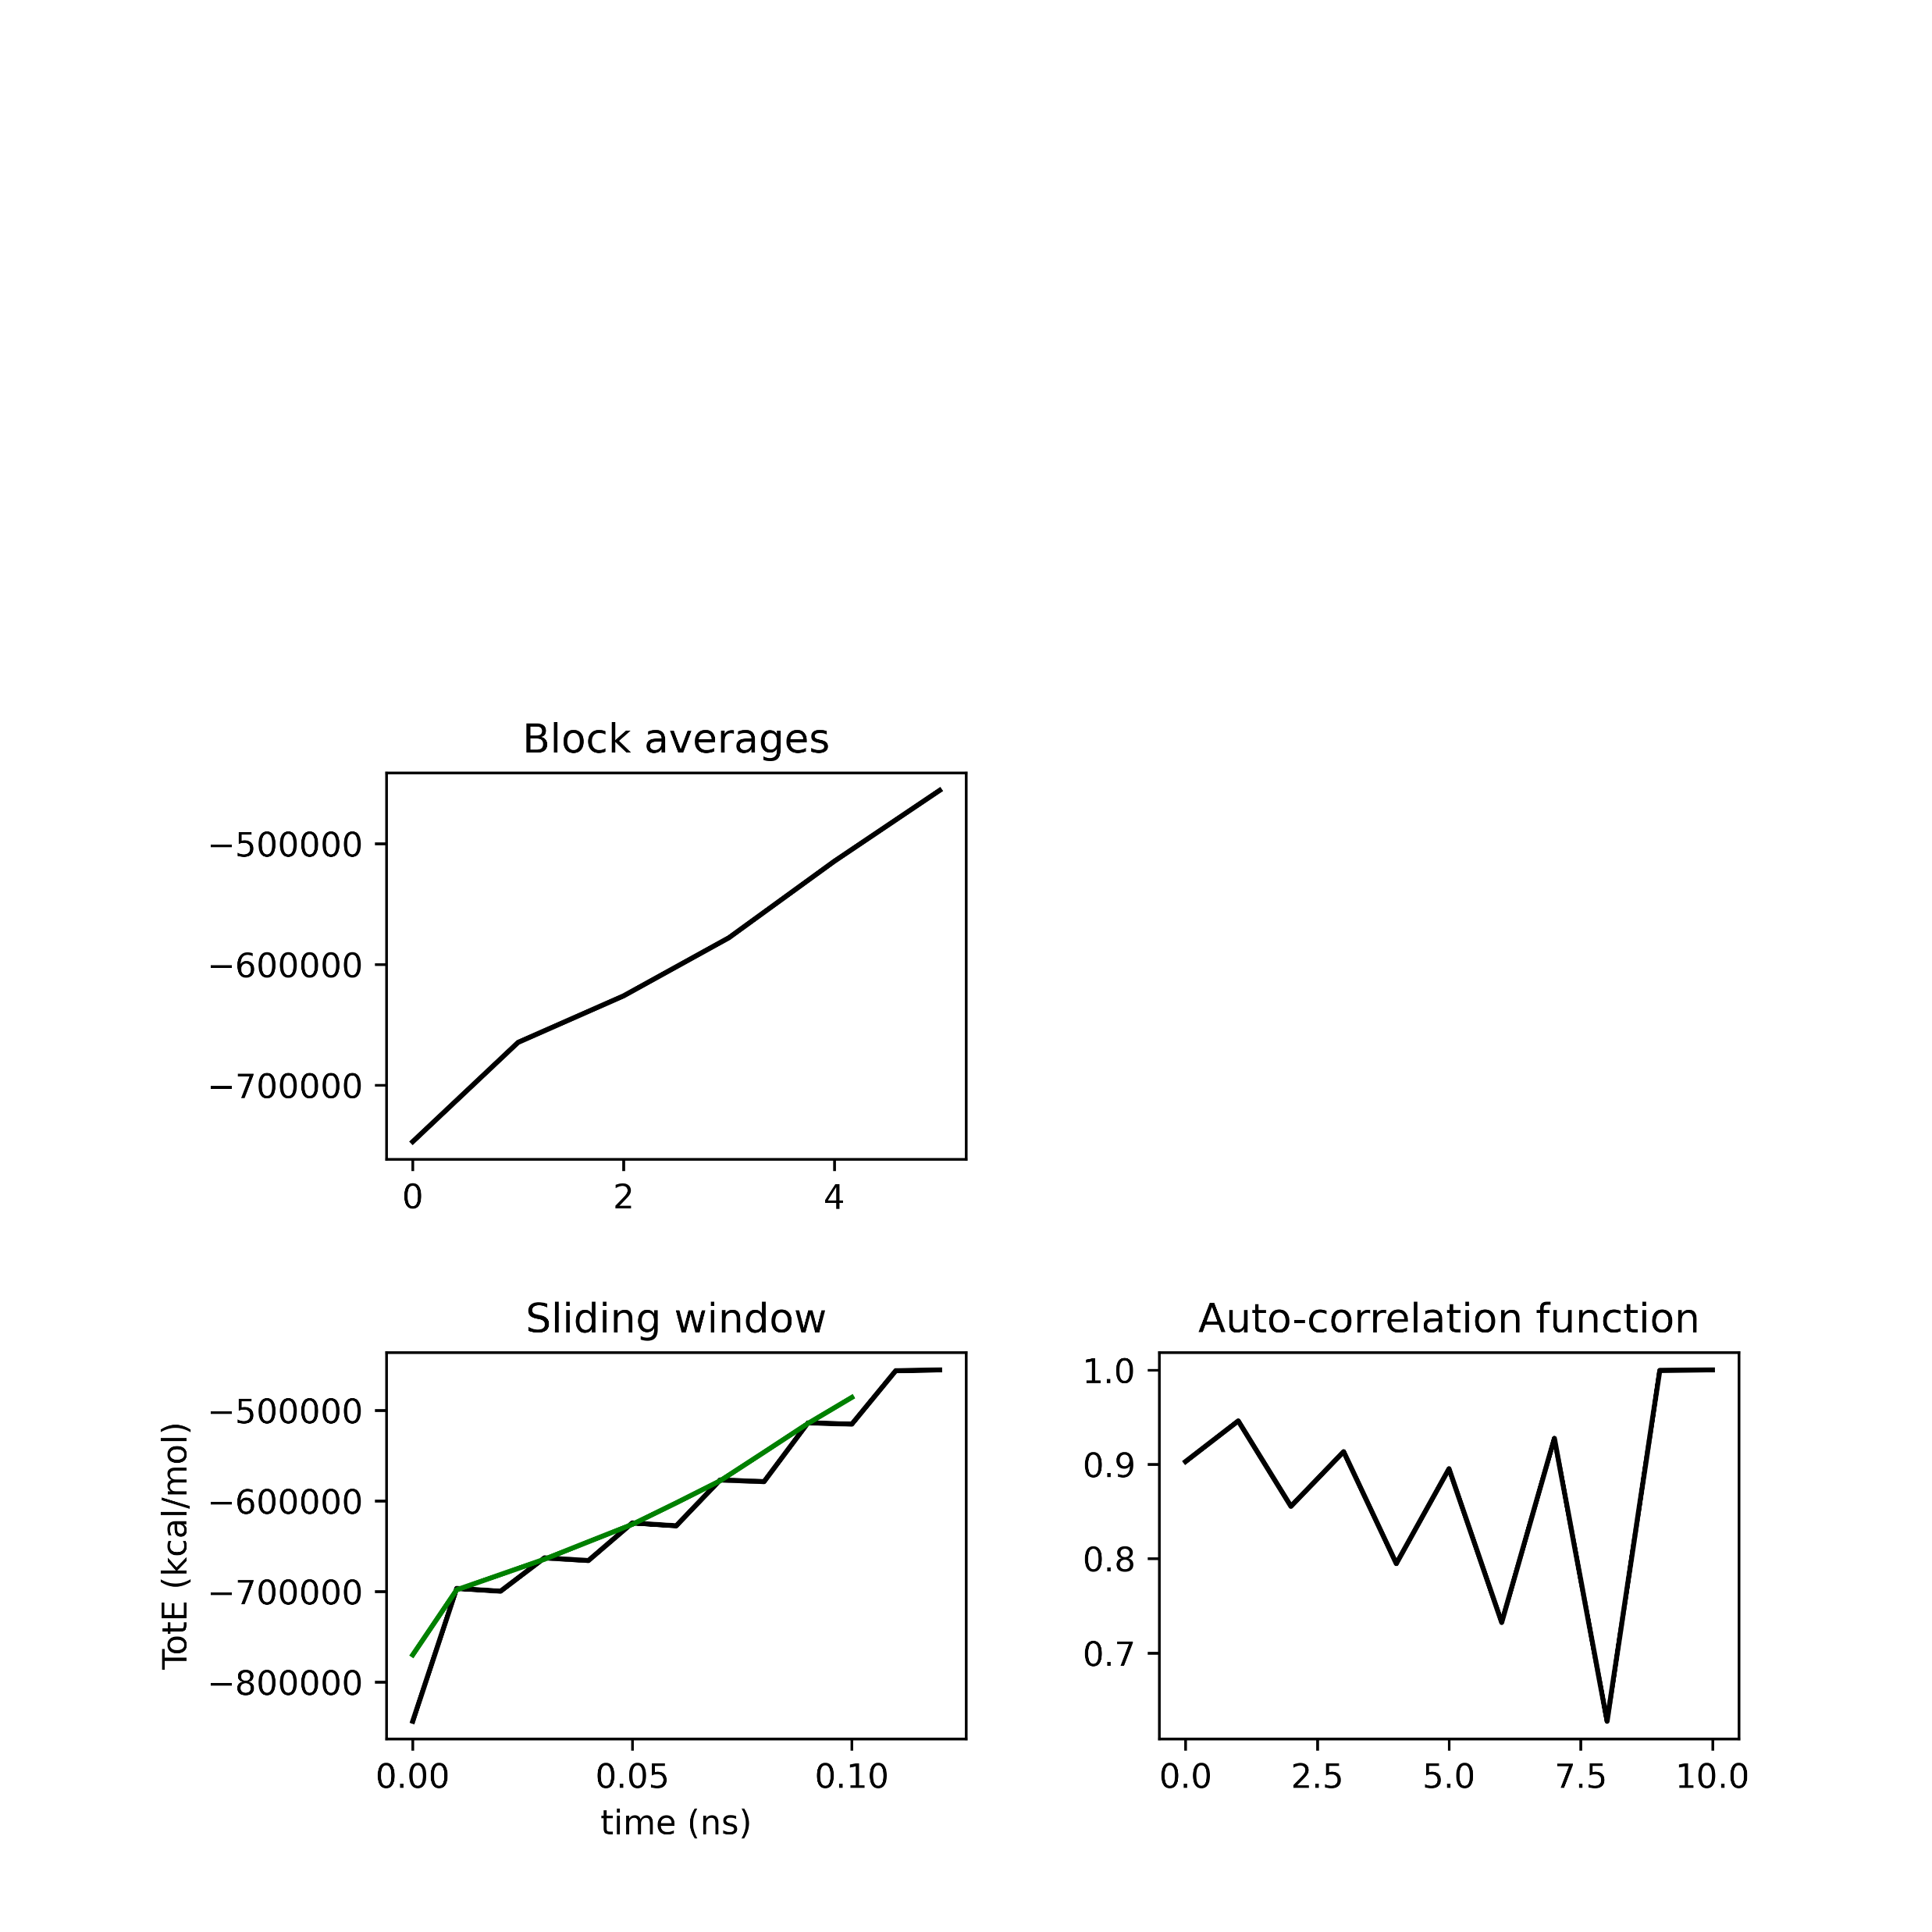 Block averages
−500000
−600000
−700000
0 2 4
Sliding window
TotE (kcal/mol)
−500000
−600000
−700000
−800000
0.00 0.05 0.10
time (ns)
Auto-correlation function
1.0
0.9
0.8
0.7
0.0 2.5 5.0 7.5 10.0